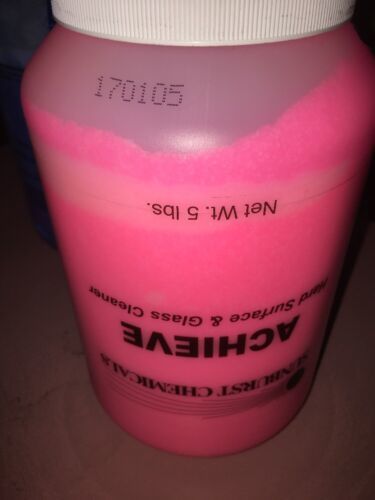 170105
SUNBURST CHEMICALS
ACHIEVE
Hard Surface & Glass Cleaner
Net Wt. 5 lbs.